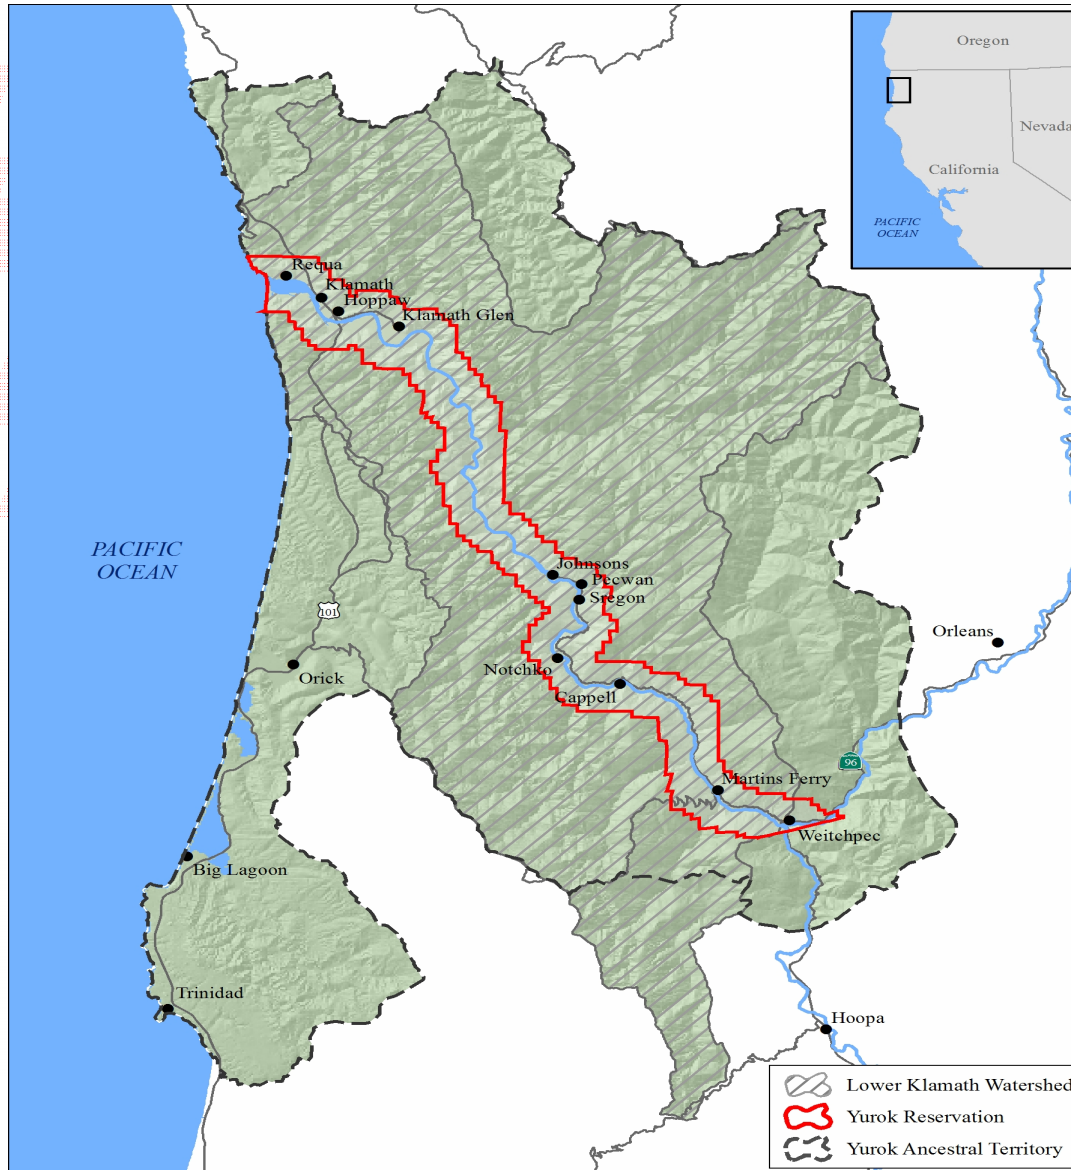 Oregon
Nevada
California
PACIFIC
OCEAN
Requa
Klamath
Hoppaw
Klamath Glen
PACIFIC
OCEAN
Johnsons
Pecwan
Sregon
101
Orleans
Notchko
Orick
Cappell
96
Martins Ferry
Weitchpec
Big Lagoon
Trinidad
Hoopa
Lower Klamath Watershed
Yurok Reservation
Yurok Ancestral Territory